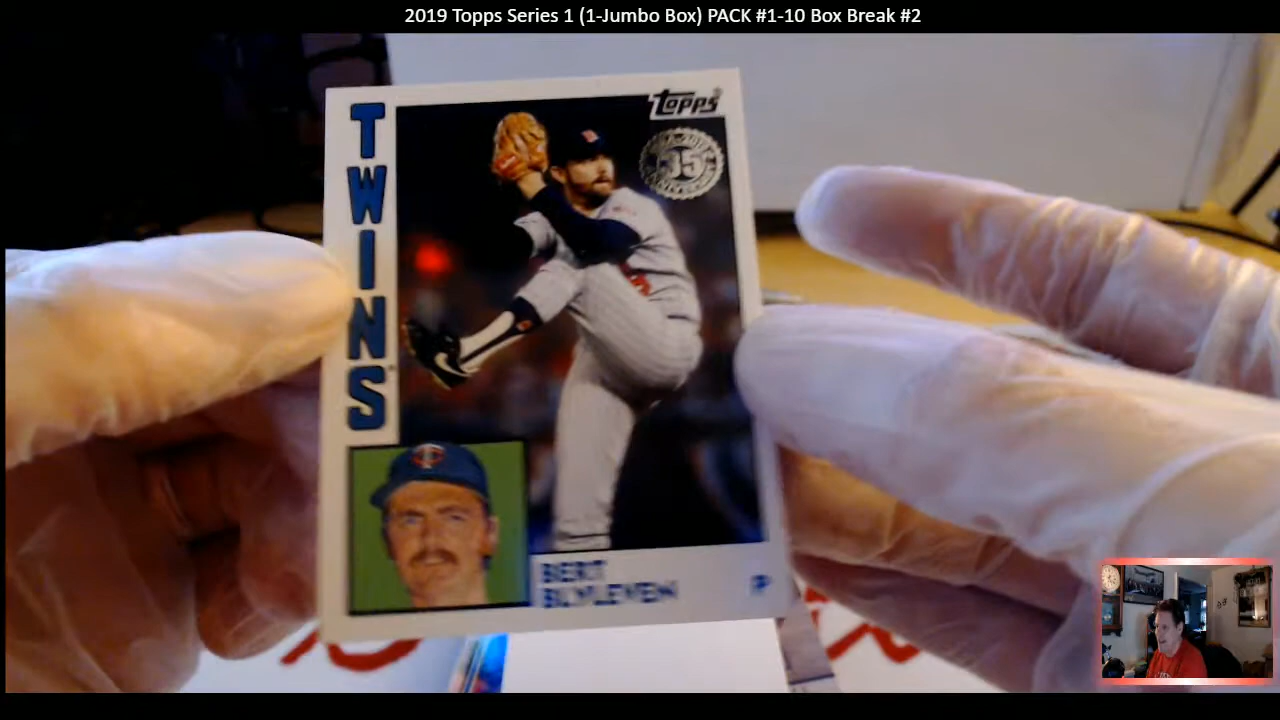 2019 Topps Series 1 (1-Jumbo Box) PACK #1-10 Box Break #2
Topps
35
TWINS
BERT
BLYLEVEN
P